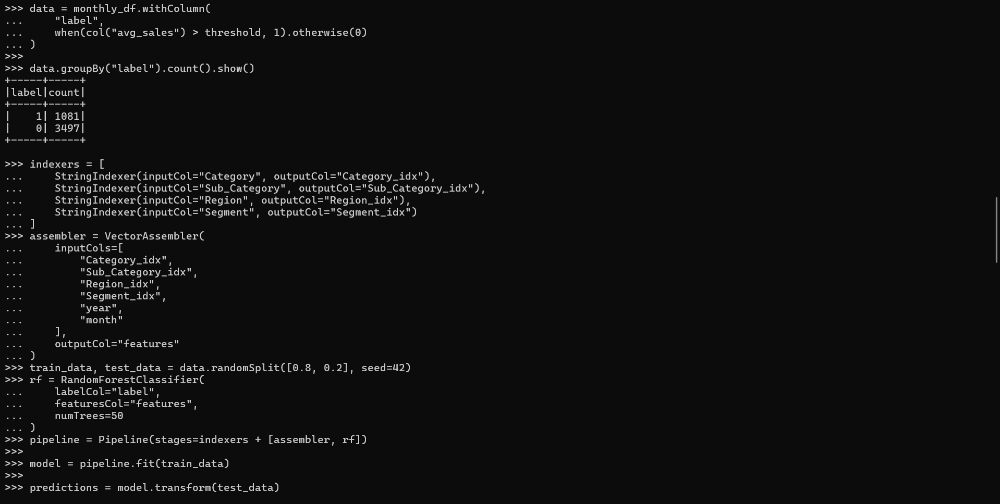 >>> data = monthly_df.withColumn(
...     "label",
...     when(col("avg_sales") > threshold, 1).otherwise(0)
... )
>>>
>>> data.groupBy("label").count().show()
+-----+-----+
|label|count|
+-----+-----+
|    1| 1081|
|    0| 3497|
+-----+-----+
>>> indexers = [
...     StringIndexer(inputCol="Category", outputCol="Category_idx"),
...     StringIndexer(inputCol="Sub_Category", outputCol="Sub_Category_idx"),
...     StringIndexer(inputCol="Region", outputCol="Region_idx"),
...     StringIndexer(inputCol="Segment", outputCol="Segment_idx")
... ]
>>> assembler = VectorAssembler(
...     inputCols=[
...         "Category_idx",
...         "Sub_Category_idx",
...         "Region_idx",
...         "Segment_idx",
...         "year",
...         "month"
...     ],
...     outputCol="features"
... )
>>> train_data, test_data = data.randomSplit([0.8, 0.2], seed=42)
>>> rf = RandomForestClassifier(
...     labelCol="label",
...     featuresCol="features",
...     numTrees=50
... )
>>> pipeline = Pipeline(stages=indexers + [assembler, rf])
>>>
>>> model = pipeline.fit(train_data)
>>>
>>> predictions = model.transform(test_data)